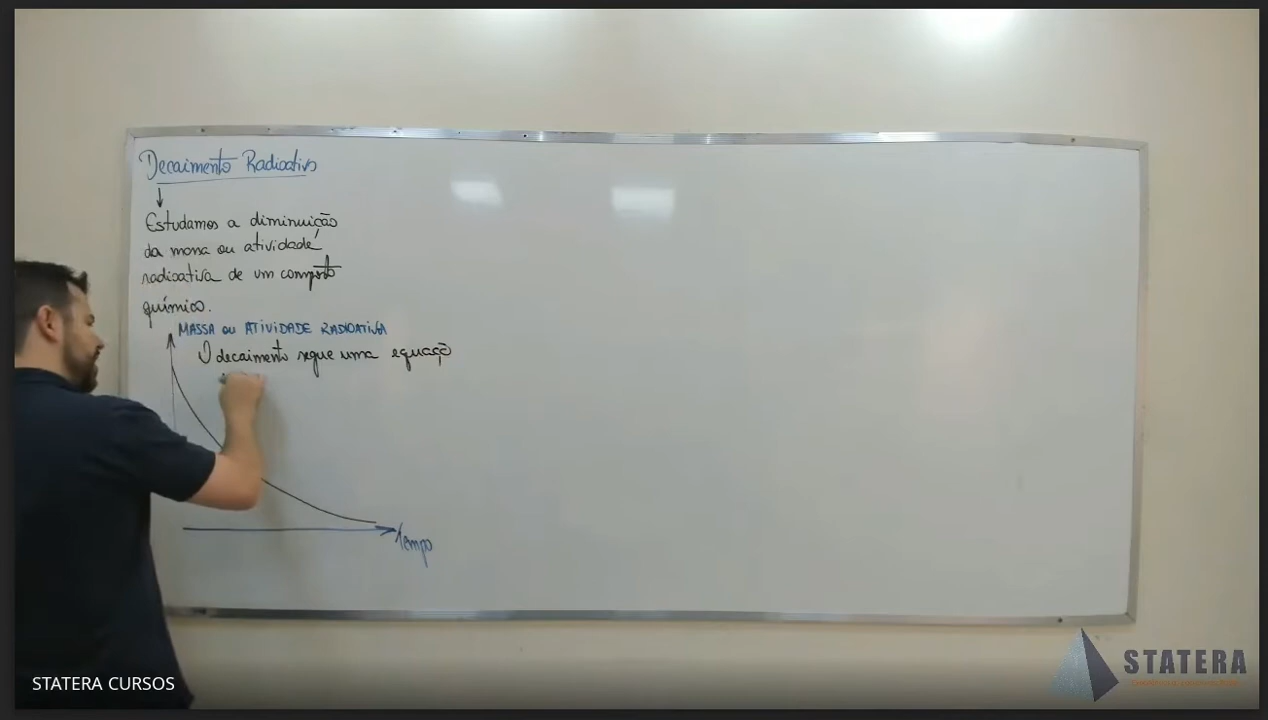 Decaimento Radioativo
Estudamos a diminuição
da massa ou atividade
radioativa de um composto
químico.
MASSA ou ATIVIDADE RADIOATIVA
O decaimento segue uma equação
tempo
STATERA
STATERA CURSOS